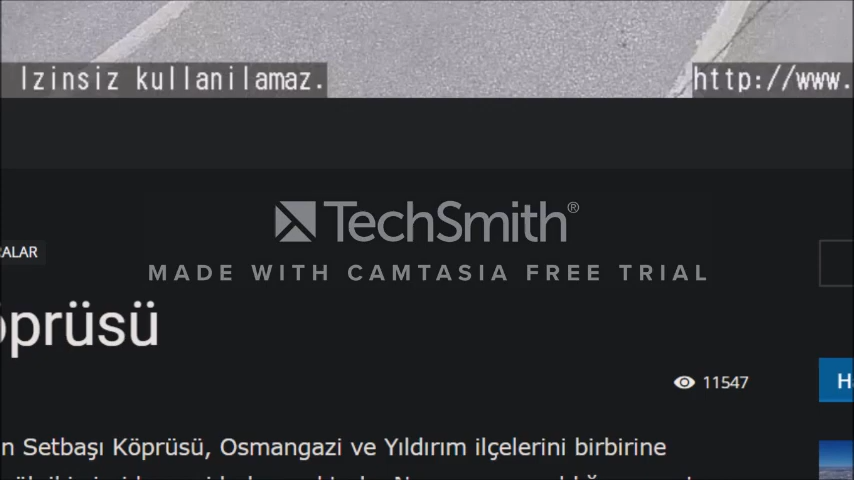 Izinsiz kullanilamaz.
http://www.
TechSmith®
MADE WITH CAMTASIA FREE TRIAL
RALAR
öprüsü
11547
H
n Setbaşı Köprüsü, Osmangazi ve Yıldırım ilçelerini birbirine